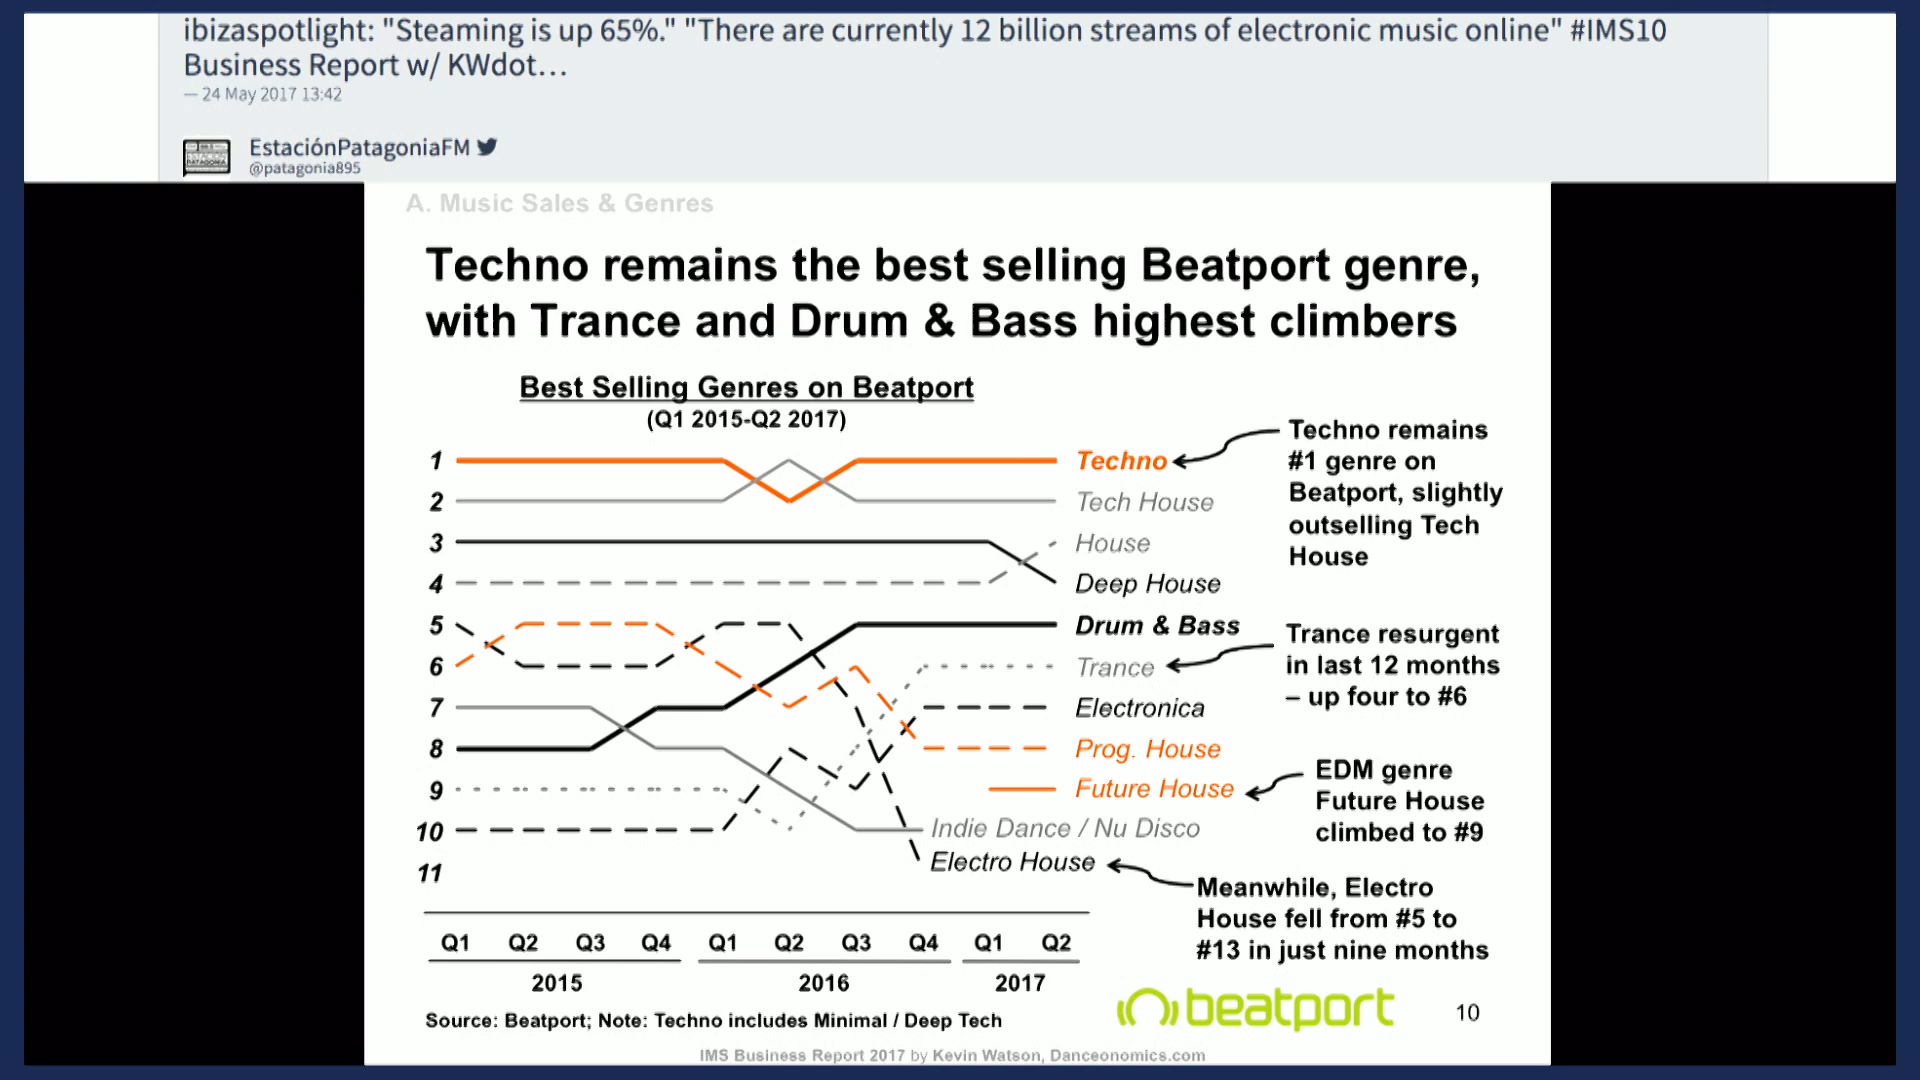 ibizaspotlight: "Steaming is up 65%." "There are currently 12 billion streams of electronic music online" #IMS10
Business Report w/ KWdot…
— 24 May 2017 13:42
EstaciónPatagoniaFM
@patagonia895
A. Music Sales & Genres
Techno remains the best selling Beatport genre,
with Trance and Drum & Bass highest climbers
Best Selling Genres on Beatport
(Q1 2015-Q2 2017)
1
2
3
4
5
6
7
8
9
10
11
Techno
Tech House
House
Deep House
Drum & Bass
Trance
Electronica
Prog. House
Future House
Indie Dance / Nu Disco
Electro House
Techno remains
#1 genre on
Beatport, slightly
outselling Tech
House
Trance resurgent
in last 12 months
– up four to #6
EDM genre
Future House
climbed to #9
Meanwhile, Electro
House fell from #5 to
#13 in just nine months
Q1 Q2 Q3 Q4 Q1 Q2 Q3 Q4 Q1 Q2
2015 2016 2017
Source: Beatport; Note: Techno includes Minimal / Deep Tech
beatport
10
IMS Business Report 2017 by Kevin Watson, Danceonomics.com